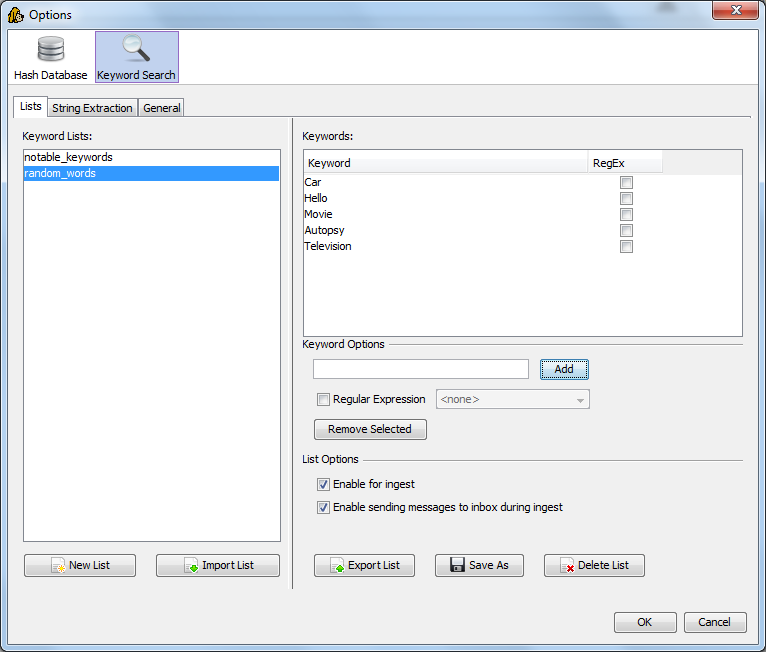 Options
Hash Database
Keyword Search
Lists
String Extraction
General
Keyword Lists:
notable_keywords
random_words
Keywords:
Keyword RegEx
Car
Hello
Movie
Autopsy
Television
Keyword Options
Add
Regular Expression <none>
Remove Selected
List Options
Enable for ingest
Enable sending messages to inbox during ingest
New List
Import List
Export List
Save As
Delete List
OK
Cancel